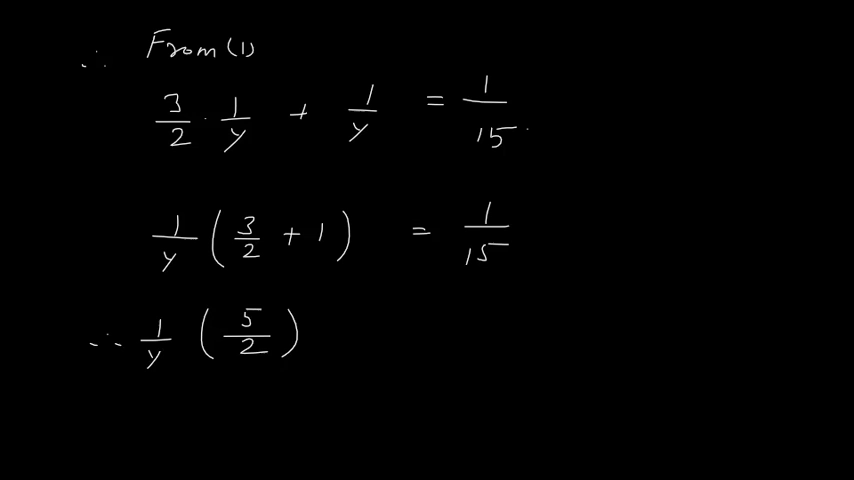 ∴ From (1)
3/2 · 1/y + 1/y = 1/15
1/y (3/2 + 1) = 1/15
∴ 1/y (5/2)